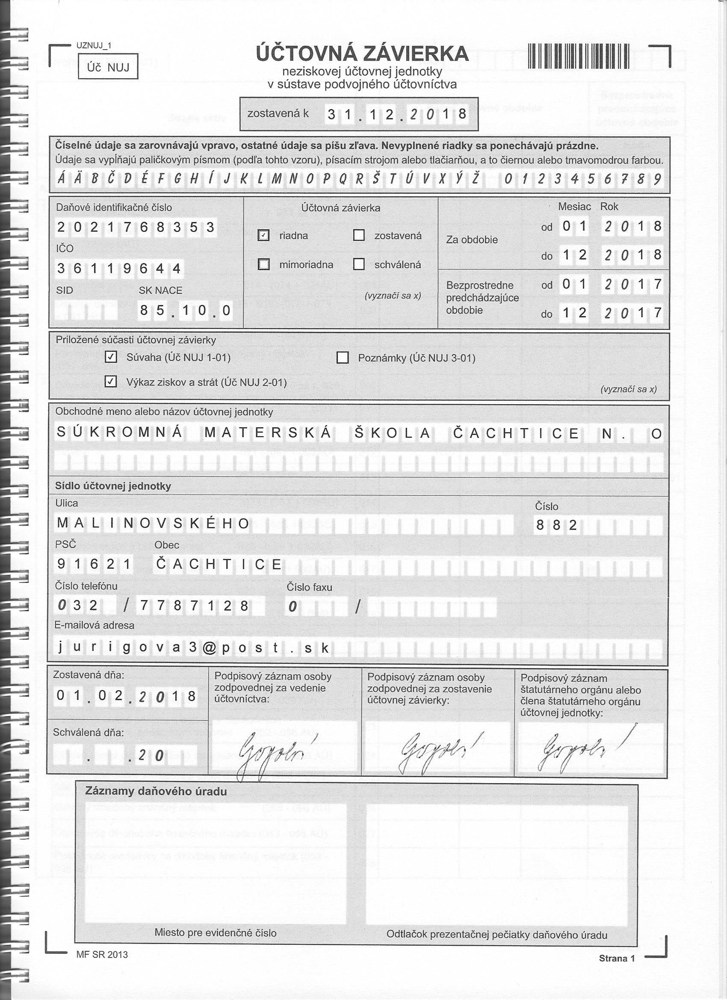 UZNUJ_1
Úč NUJ
ÚČTOVNÁ ZÁVIERKA
neziskovej účtovnej jednotky
v sústave podvojného účtovníctva
zostavená k 31.12.2018
Číselné údaje sa zarovnávajú vpravo, ostatné údaje sa píšu zľava. Nevyplnené riadky sa ponechávajú prázdne.
Údaje sa vypĺňajú paličkovým písmom (podľa tohto vzoru), písacím strojom alebo tlačiarňou, a to čiernou alebo tmavomodrou farbou.
Á Ä B Č D É F G H Í J K L M N O P Q R Š T Ú V X Ý Ž 0 1 2 3 4 5 6 7 8 9
Daňové identifikačné číslo
2021768353
IČO
36119644
SID SK NACE
85.10.0
Účtovná závierka
riadna zostavená
mimoriadna schválená
(vyznačí sa x)
Mesiac Rok
Za obdobie
od 01 2018
do 12 2018
Bezprostredne
predchádzajúce
obdobie
od 01 2017
do 12 2017
Priložené súčasti účtovnej závierky
Súvaha (Úč NUJ 1-01) Poznámky (Úč NUJ 3-01)
Výkaz ziskov a strát (Úč NUJ 2-01)
(vyznačí sa x)
Obchodné meno alebo názov účtovnej jednotky
SÚKROMNÁ MATERSKÁ ŠKOLA ČACHTICE N. O
Sídlo účtovnej jednotky
Ulica Číslo
MALINOVSKÉHO 882
PSČ Obec
91621 ČACHTICE
Číslo telefónu Číslo faxu
032 / 7787128 0 /
E-mailová adresa
jurigova3@post.sk
Zostavená dňa:
01.02.2018
Schválená dňa:
. .20
Podpisový záznam osoby
zodpovednej za vedenie
účtovníctva:
Podpisový záznam osoby
zodpovednej za zostavenie
účtovnej závierky:
Podpisový záznam
štatutárneho orgánu alebo
člena štatutárneho orgánu
účtovnej jednotky:
Záznamy daňového úradu
Miesto pre evidenčné číslo
Odtlačok prezentačnej pečiatky daňového úradu
MF SR 2013
Strana 1